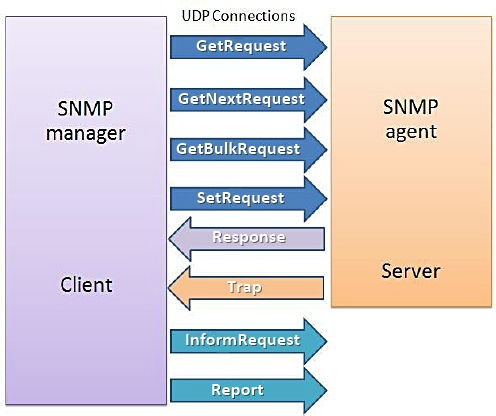 UDP Connections
GetRequest
GetNextRequest
GetBulkRequest
SetRequest
Response
Trap
InformRequest
Report
SNMP
manager
Client
SNMP
agent
Server